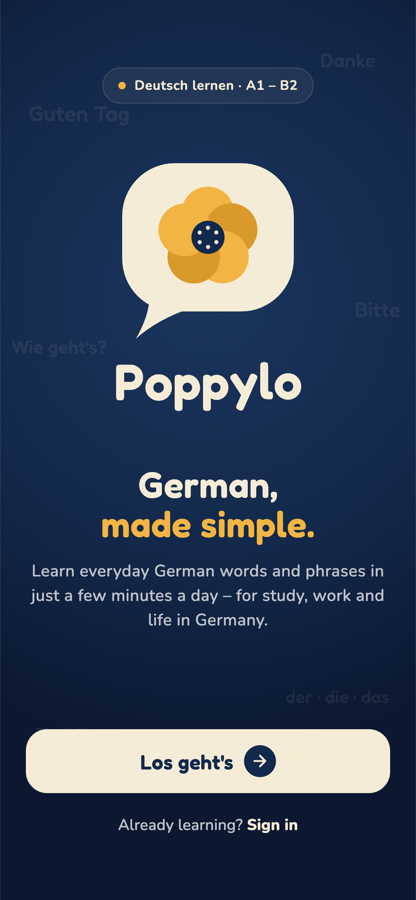 Danke
Deutsch lernen · A1 – B2
Guten Tag
Bitte
Wie geht's?
Poppylo
German,
made simple.
Learn everyday German words and phrases in
just a few minutes a day – for study, work and
life in Germany.
der · die · das
Los geht's
Already learning? Sign in